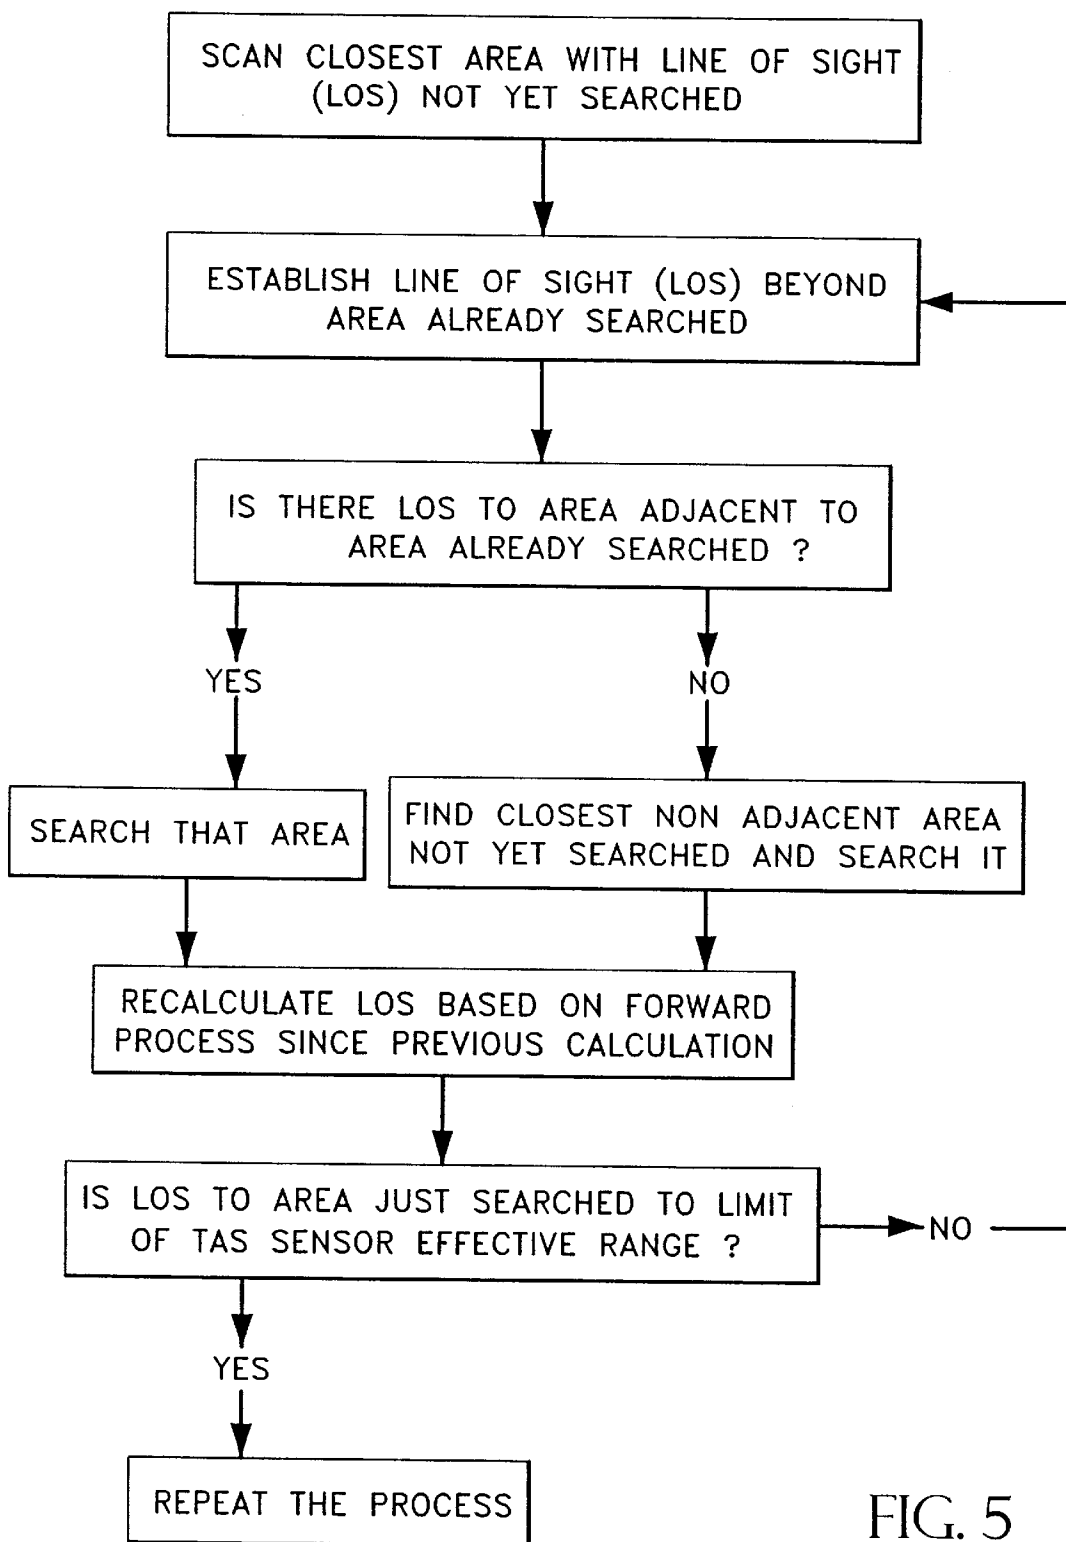 SCAN CLOSEST AREA WITH LINE OF SIGHT
(LOS) NOT YET SEARCHED
ESTABLISH LINE OF SIGHT (LOS) BEYOND
AREA ALREADY SEARCHED
IS THERE LOS TO AREA ADJACENT TO
AREA ALREADY SEARCHED ?
YES
NO
SEARCH THAT AREA
FIND CLOSEST NON ADJACENT AREA
NOT YET SEARCHED AND SEARCH IT
RECALCULATE LOS BASED ON FORWARD
PROCESS SINCE PREVIOUS CALCULATION
IS LOS TO AREA JUST SEARCHED TO LIMIT
OF TAS SENSOR EFFECTIVE RANGE ?
NO
YES
REPEAT THE PROCESS
FIG. 5